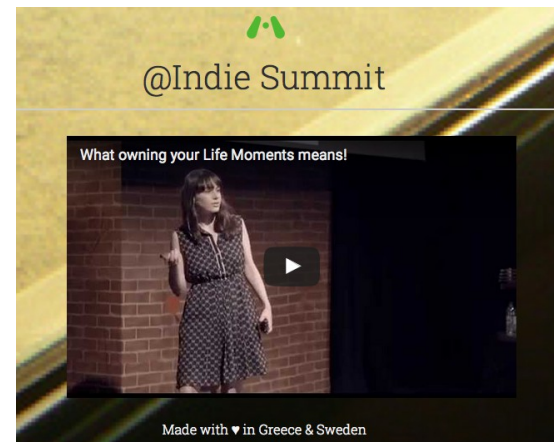 @Indie Summit
What owning your Life Moments means!
Made with ♥ in Greece & Sweden